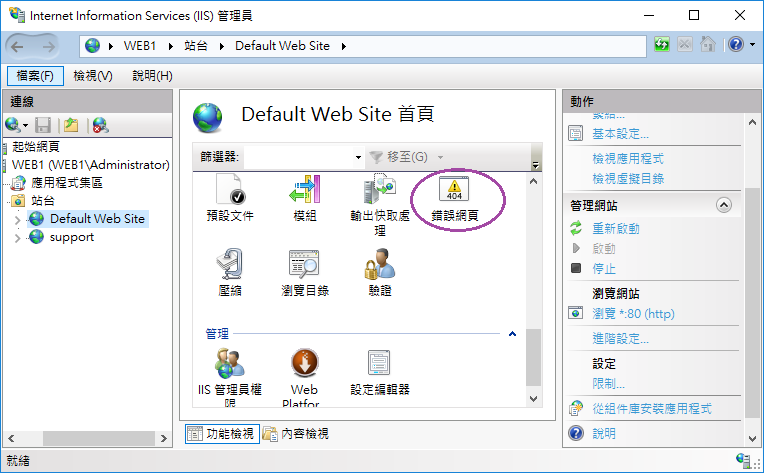 Internet Information Services (IIS) 管理員
WEB1 站台 Default Web Site
檔案(F) 檢視(V) 說明(H)
連線
起始網頁
WEB1 (WEB1\Administrator)
應用程式集區
站台
Default Web Site
support
Default Web Site 首頁
篩選器: 移至(G)
預設文件 模組 輸出快取處理 404 錯誤網頁
壓縮 瀏覽目錄 驗證
管理
IIS 管理員權限 Web Platfor... 設定編輯器
功能檢視 內容檢視
動作
基本設定...
檢視應用程式
檢視虛擬目錄
管理網站
重新啟動
啟動
停止
瀏覽網站
瀏覽 *:80 (http)
進階設定...
設定
限制...
從組件庫安裝應用程式
說明
就緒